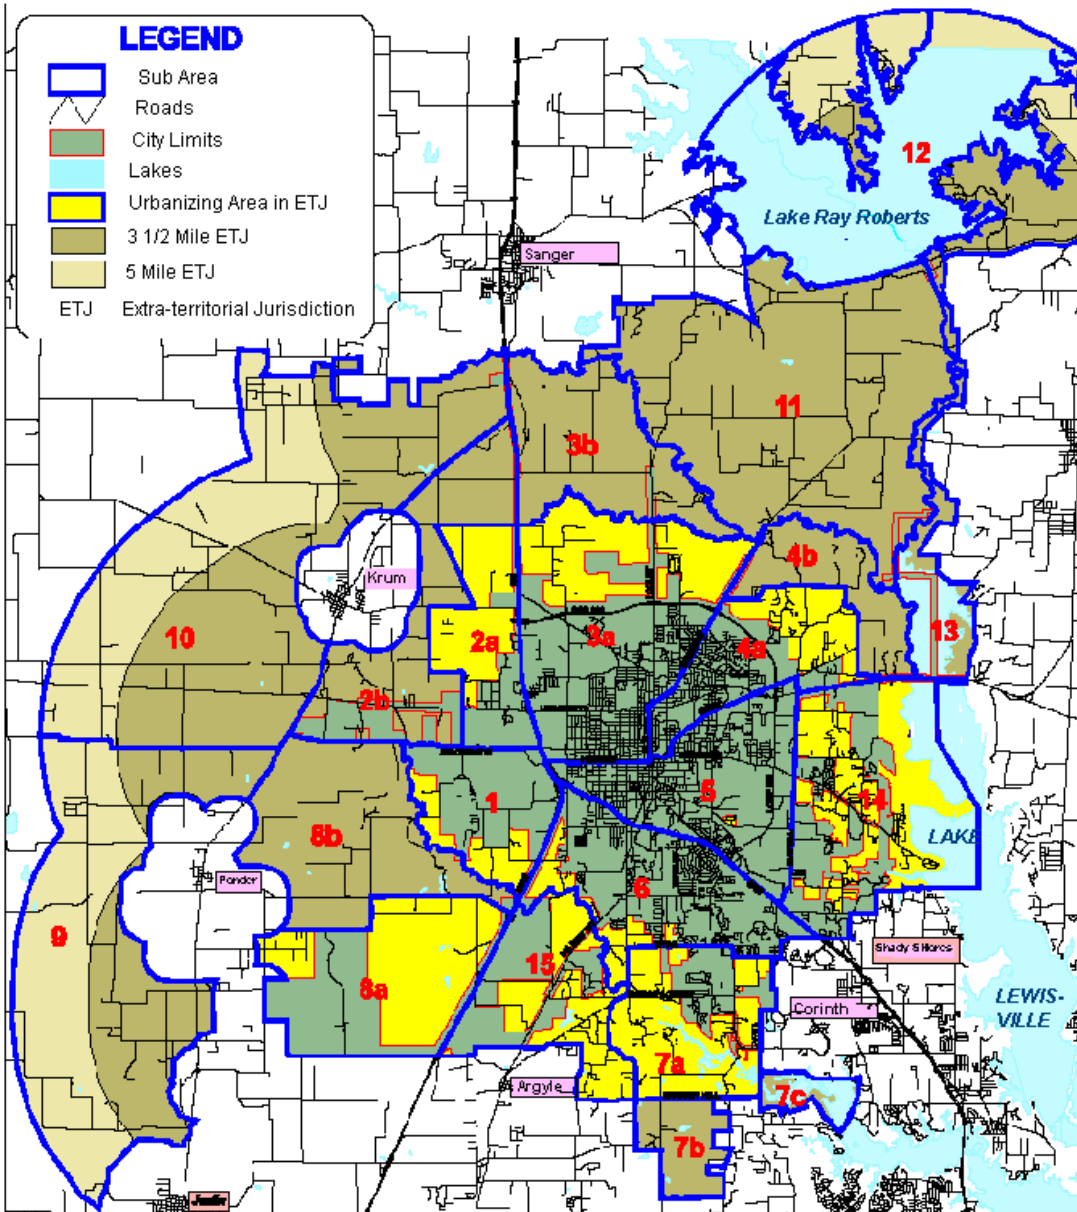 LEGEND
Sub Area
Roads
City Limits
Lakes
Urbanizing Area in ETJ
3 1/2 Mile ETJ
5 Mile ETJ
ETJ Extra-territorial Jurisdiction
12
Lake Ray Roberts
Sanger
11
3b
4b
Krum
10
2a
3a
4a
13
2b
1
5
14
8b
LAKE
Ponder
6
9
15
Shady Shores
8a
LEWIS-
VILLE
Corinth
7a
Argyle
7c
7b